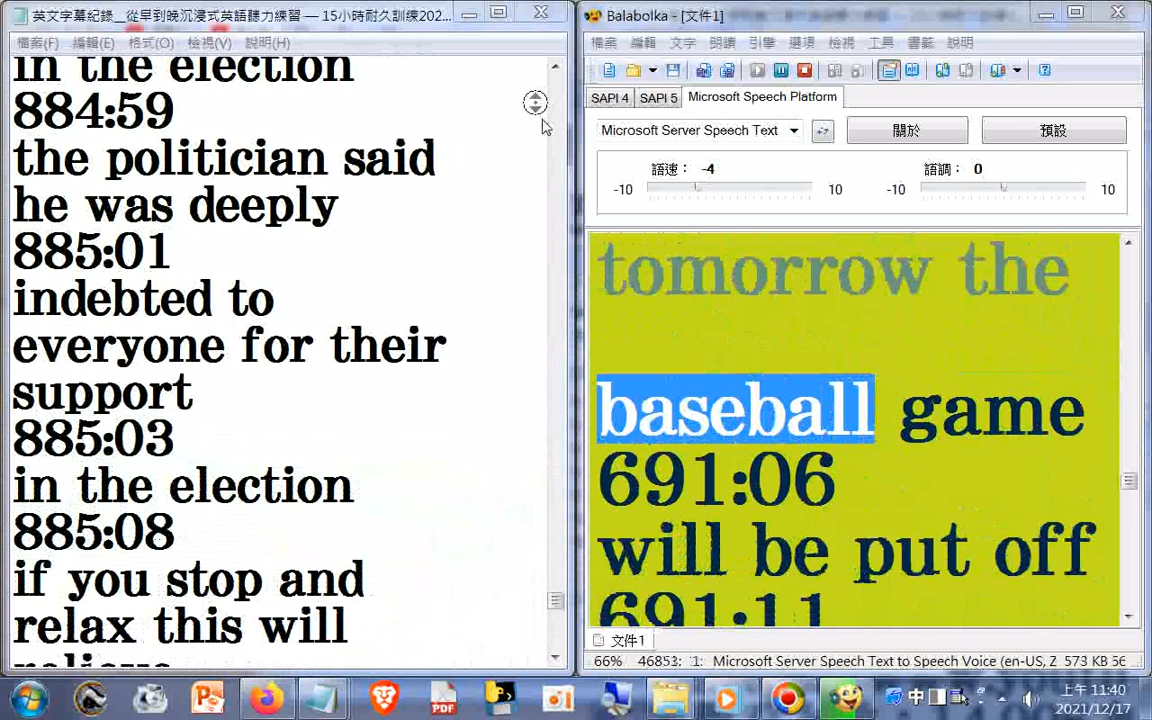 英文字幕紀錄__從早到晚沉浸式英語聽力練習 — 15小時耐久訓練202...
檔案(F) 編輯(E) 格式(O) 檢視(V) 說明(H)
in the election
884:59
the politician said
he was deeply
885:01
indebted to
everyone for their
support
885:03
in the election
885:08
if you stop and
relax this will
relieve
Balabolka - [文件1]
檔案 編輯 文字 朗讀 引擎 選項 檢視 工具 書籤 說明
SAPI 4 SAPI 5 Microsoft Speech Platform
Microsoft Server Speech Text 關於 預設
語速： -4 語調： 0
-10 10 -10 10
tomorrow the
baseball game
691:06
will be put off
691:11
文件1
66% 46853: 1: Microsoft Server Speech Text to Speech Voice (en-US, Z 573 KB 56
PDF 中 上午 11:40
2021/12/17